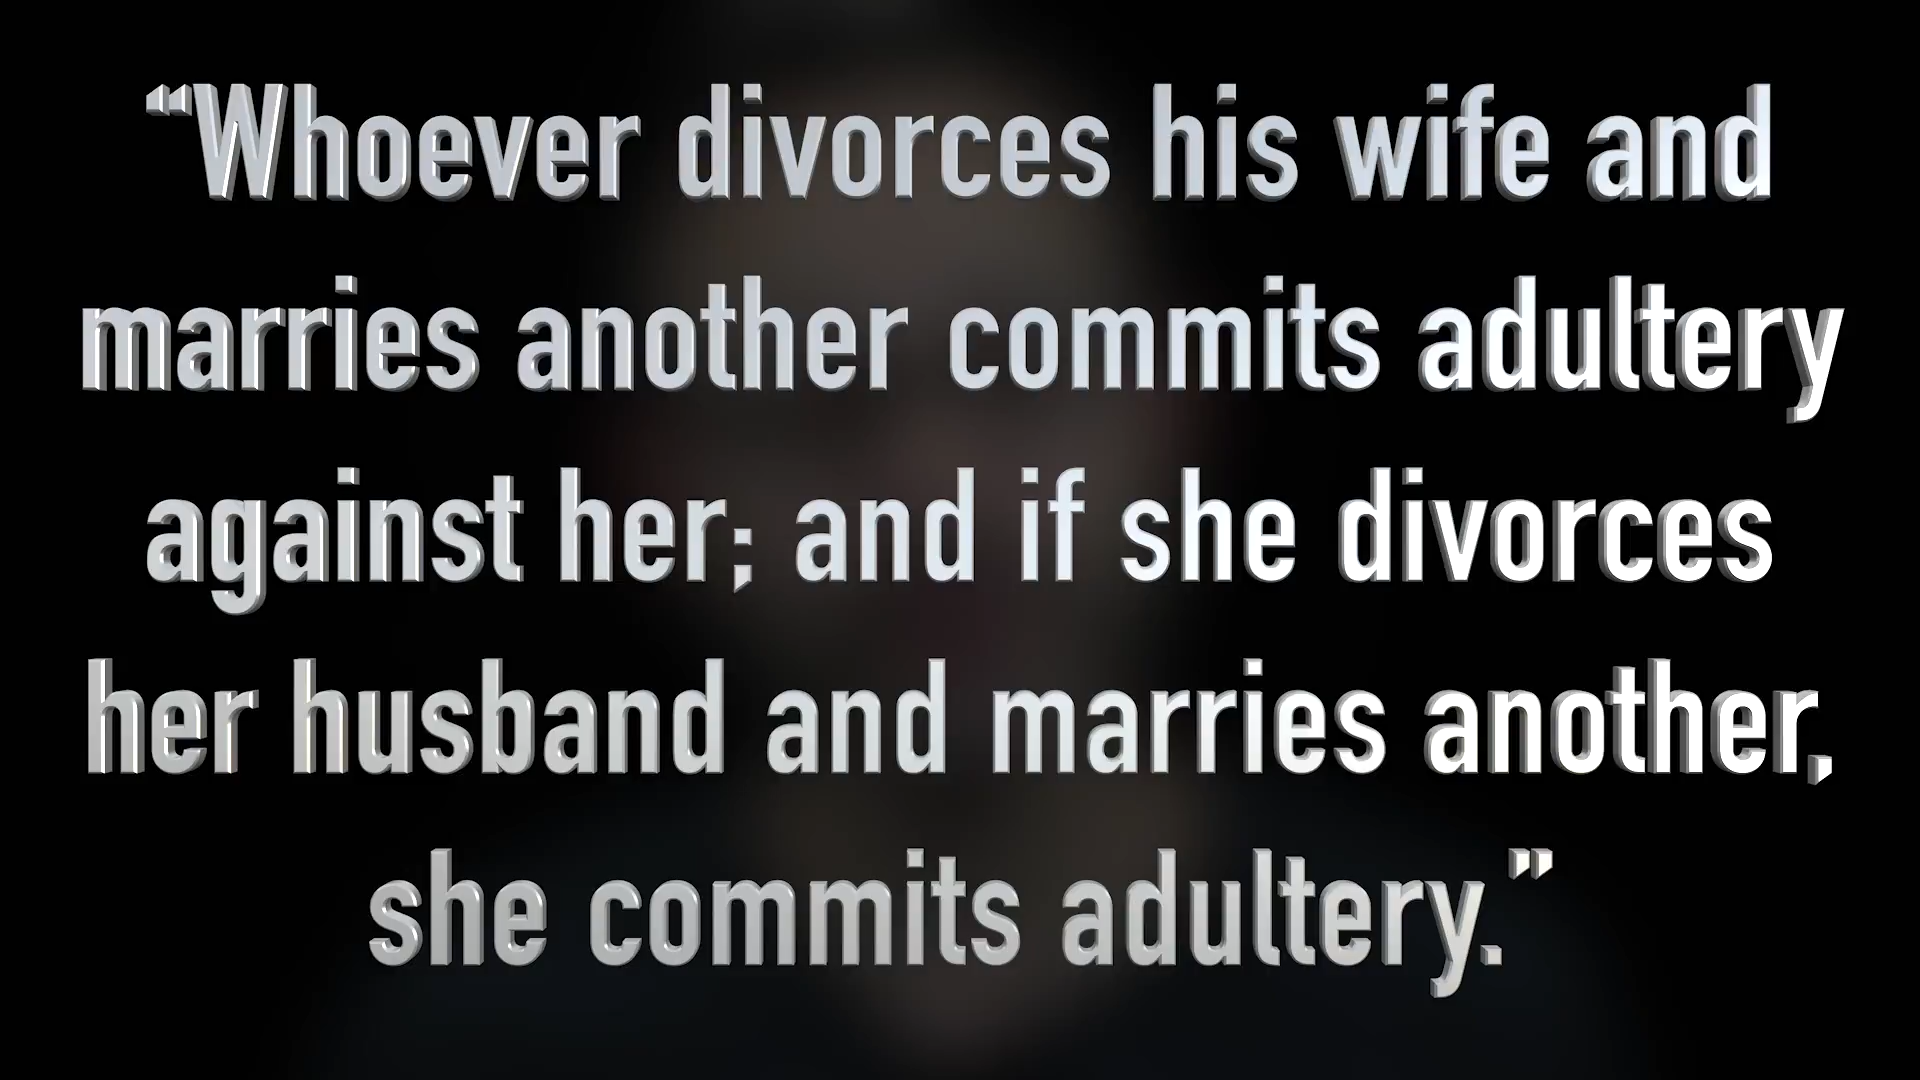 “Whoever divorces his wife and
marries another commits adultery
against her; and if she divorces
her husband and marries another,
she commits adultery.”